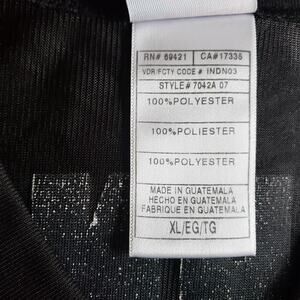 RN# 69421 CA#17335
VDR/FCTY CODE # INDN03
STYLE# 7042A 07
100%POLYESTER
100%POLIESTER
100%POLYESTER
MADE IN GUATEMALA
HECHO EN GUATEMALA
FABRIQUE EN GUATEMALA
XL/EG/TG